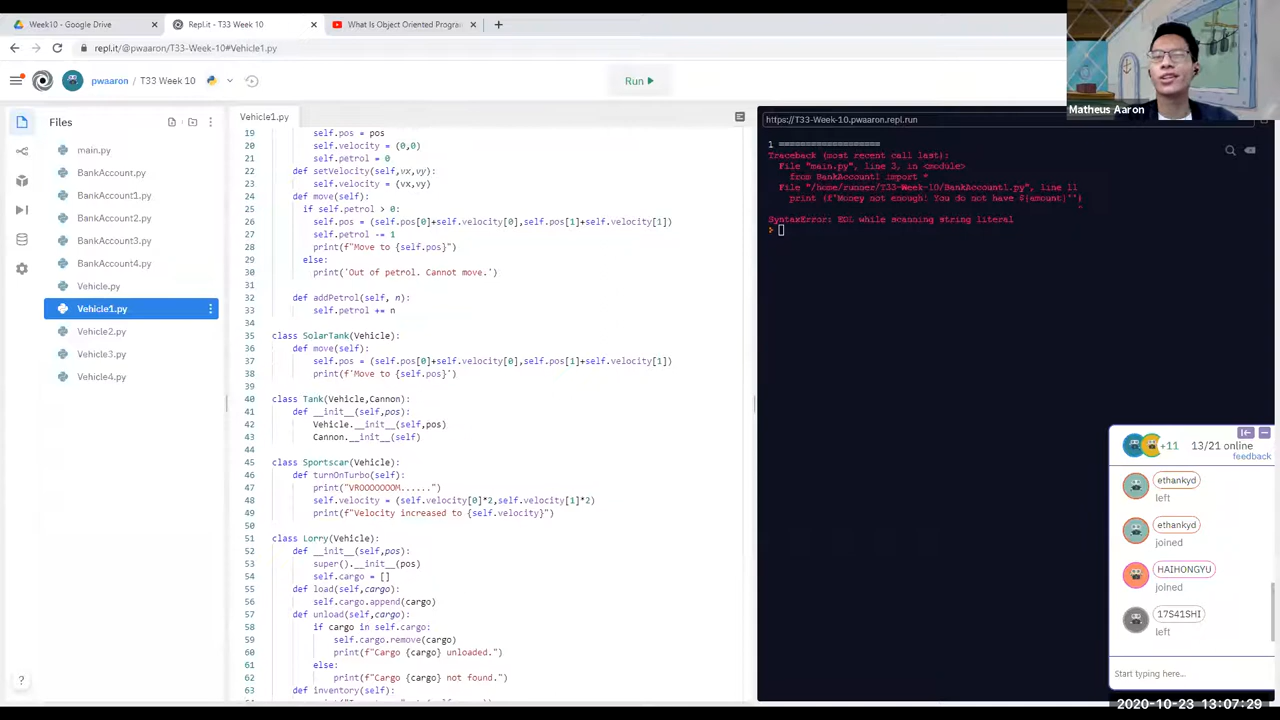 Week10 - Google Drive
Repl.it - T33 Week 10
What Is Object Oriented Progra
repl.it/@pwaaron/T33-Week-10#Vehicle1.py
Matheus Aaron
pwaaron / T33 Week 10
Run
Files
main.py
BankAccount.py
BankAccount1.py
BankAccount2.py
BankAccount3.py
BankAccount4.py
Vehicle.py
Vehicle1.py
Vehicle2.py
Vehicle3.py
Vehicle4.py
Vehicle1.py
19 self.pos = pos
20 self.velocity = (0,0)
21 self.petrol = 0
22 def setVelocity(self,vx,vy):
23 self.velocity = (vx,vy)
24 def move(self):
25 if self.petrol > 0:
26 self.pos = (self.pos[0]+self.velocity[0],self.pos[1]+self.velocity[1])
27 self.petrol -= 1
28 print(f"Move to {self.pos}")
29 else:
30 print('Out of petrol. Cannot move.')
31
32 def addPetrol(self, n):
33 self.petrol += n
34
35 class SolarTank(Vehicle):
36 def move(self):
37 self.pos = (self.pos[0]+self.velocity[0],self.pos[1]+self.velocity[1])
38 print(f'Move to {self.pos}')
39
40 class Tank(Vehicle,Cannon):
41 def __init__(self,pos):
42 Vehicle.__init__(self,pos)
43 Cannon.__init__(self)
44
45 class Sportscar(Vehicle):
46 def turnOnTurbo(self):
47 print("VROOOOOOM......")
48 self.velocity = (self.velocity[0]*2,self.velocity[1]*2)
49 print(f"Velocity increased to {self.velocity}")
50
51 class Lorry(Vehicle):
52 def __init__(self,pos):
53 super().__init__(pos)
54 self.cargo = []
55 def load(self,cargo):
56 self.cargo.append(cargo)
57 def unload(self,cargo):
58 if cargo in self.cargo:
59 self.cargo.remove(cargo)
60 print(f"Cargo {cargo} unloaded.")
61 else:
62 print(f"Cargo {cargo} not found.")
63 def inventory(self):
https://T33-Week-10.pwaaron.repl.run
1 ===================
Traceback (most recent call last):
File "main.py", line 3, in <module>
from BankAccount1 import *
File "/home/runner/T33-Week-10/BankAccount1.py", line 11
print (f"Money not enough! You do not have ${amount}'')
^
SyntaxError: EOL while scanning string literal
+11 13/21 online
feedback
ethankyd
left
ethankyd
joined
HAIHONGYU
joined
17S41SHI
left
Start typing here...
?
2020-10-23 13:07:29